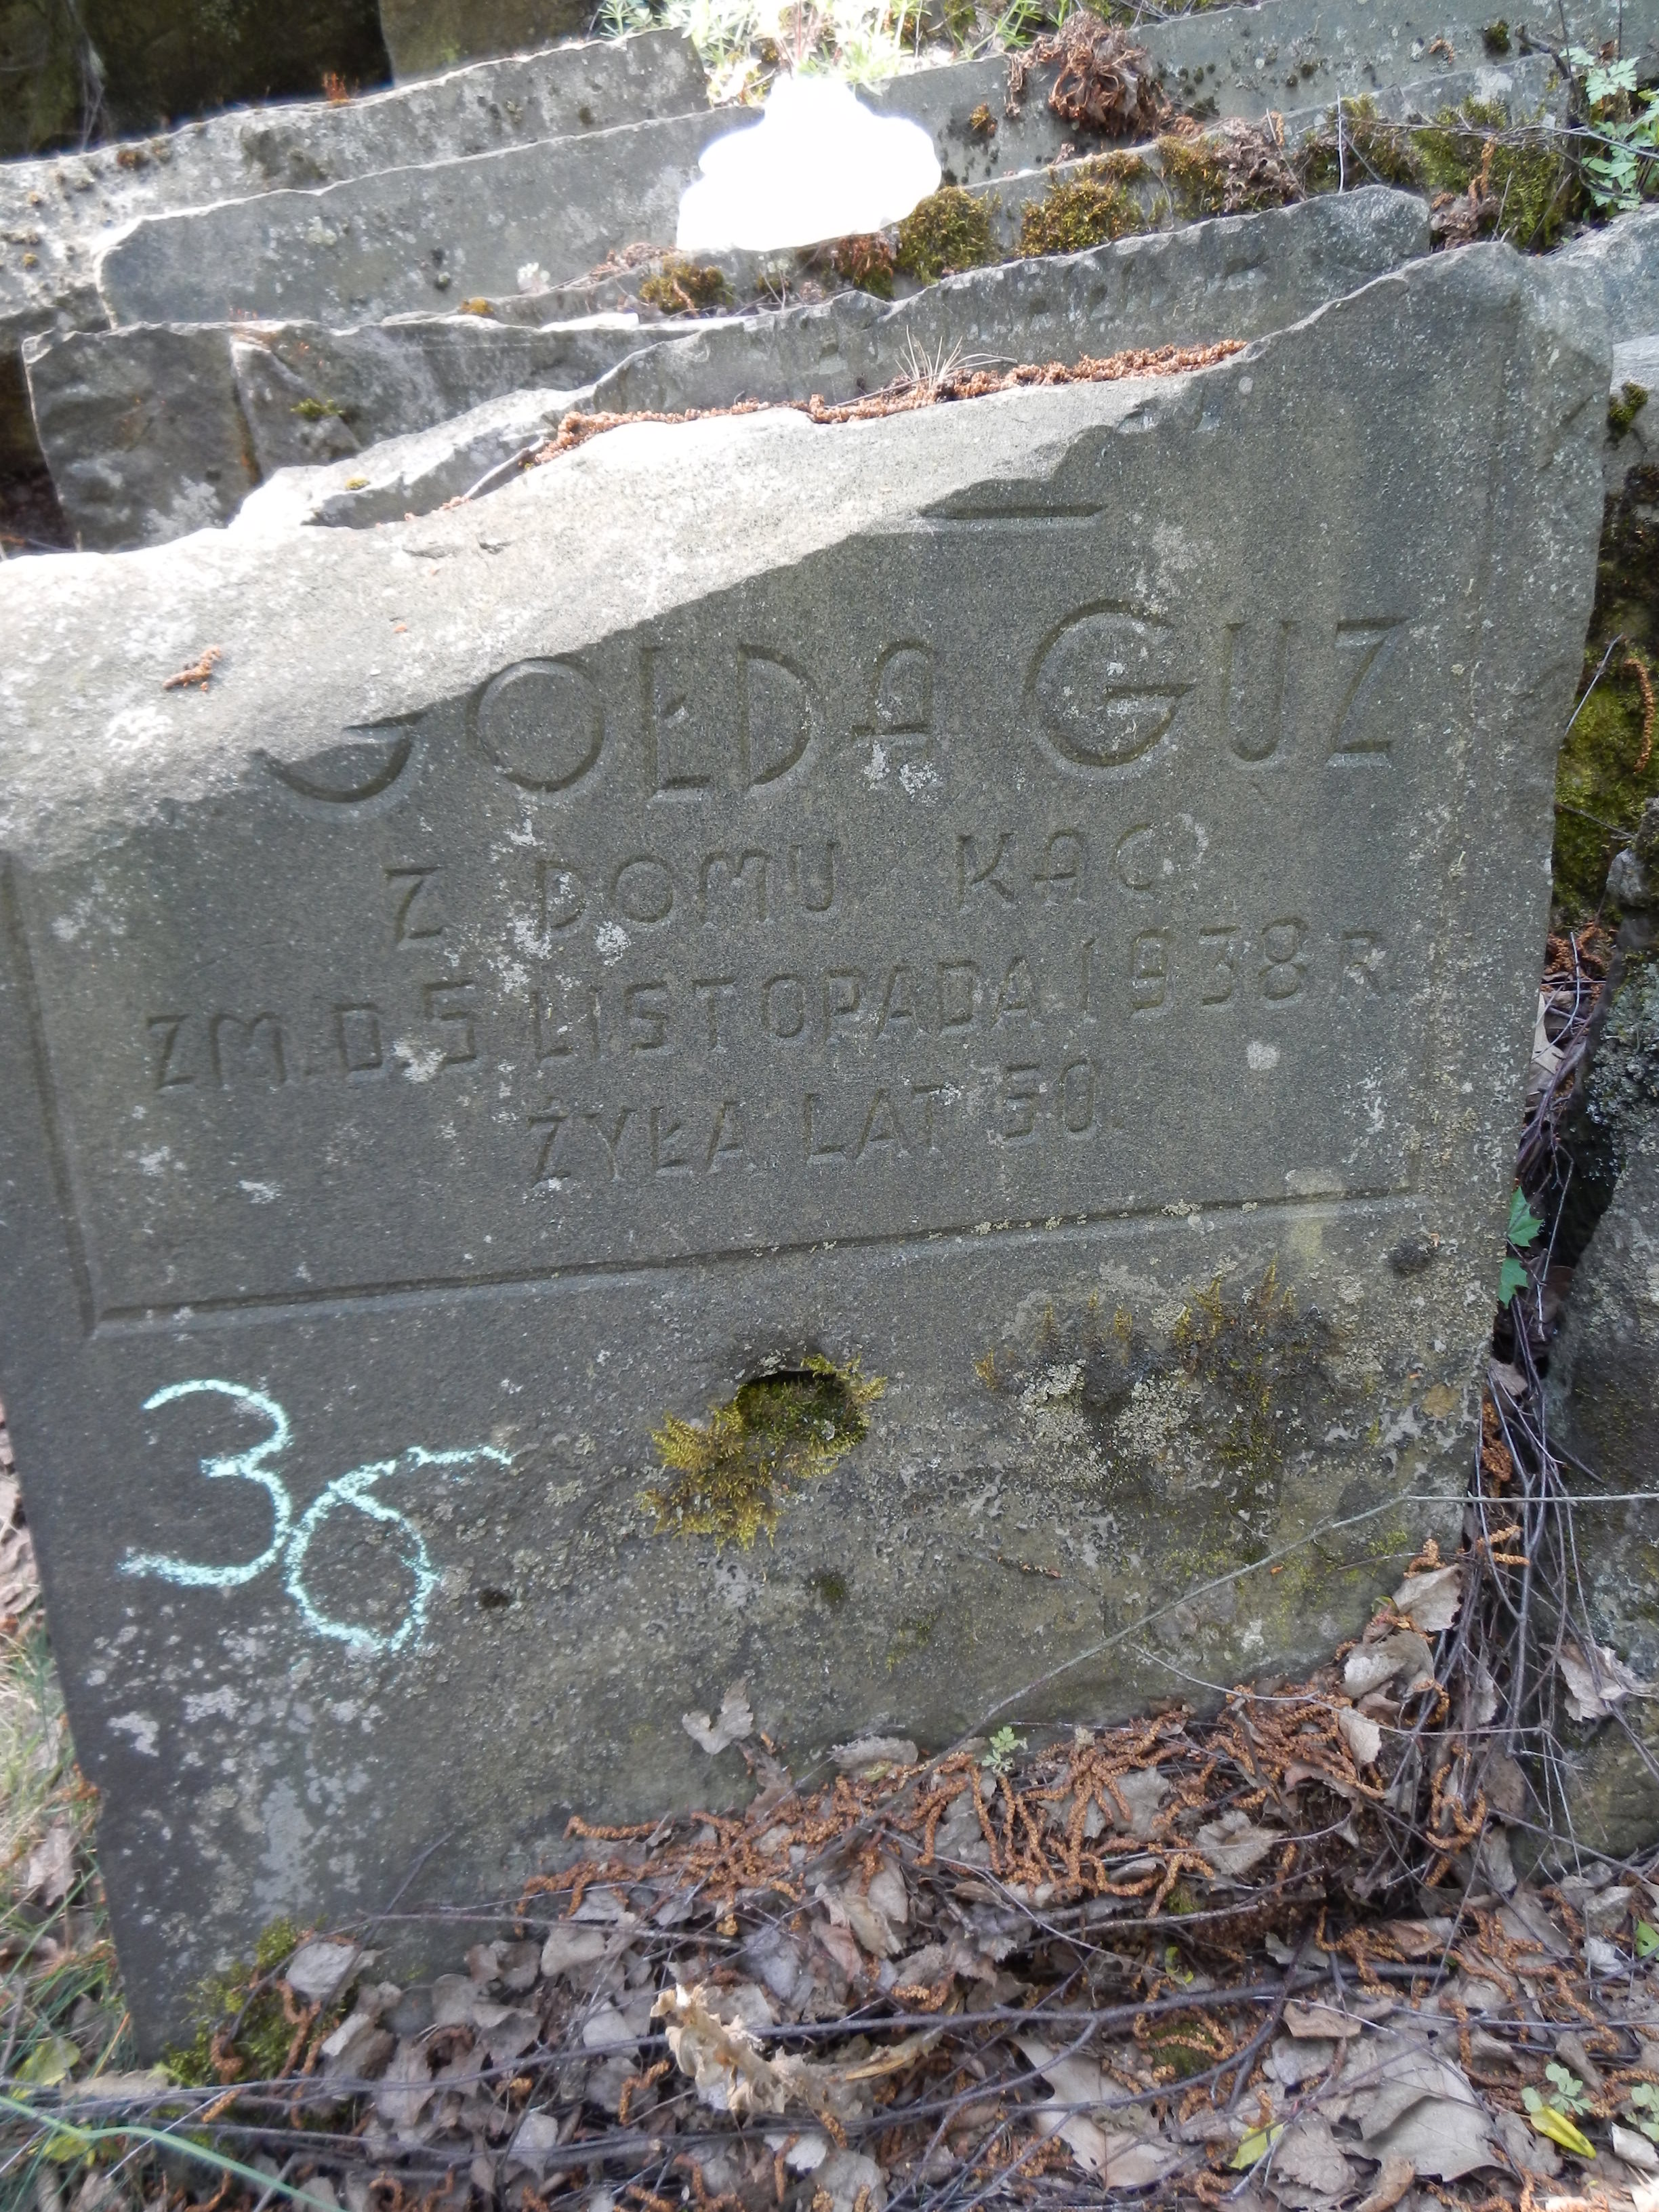 GOŁDA GUZ
Z DOMU KAC
ZM. D. 5 LISTOPADA 1938 R
ŻYŁA LAT 50
36